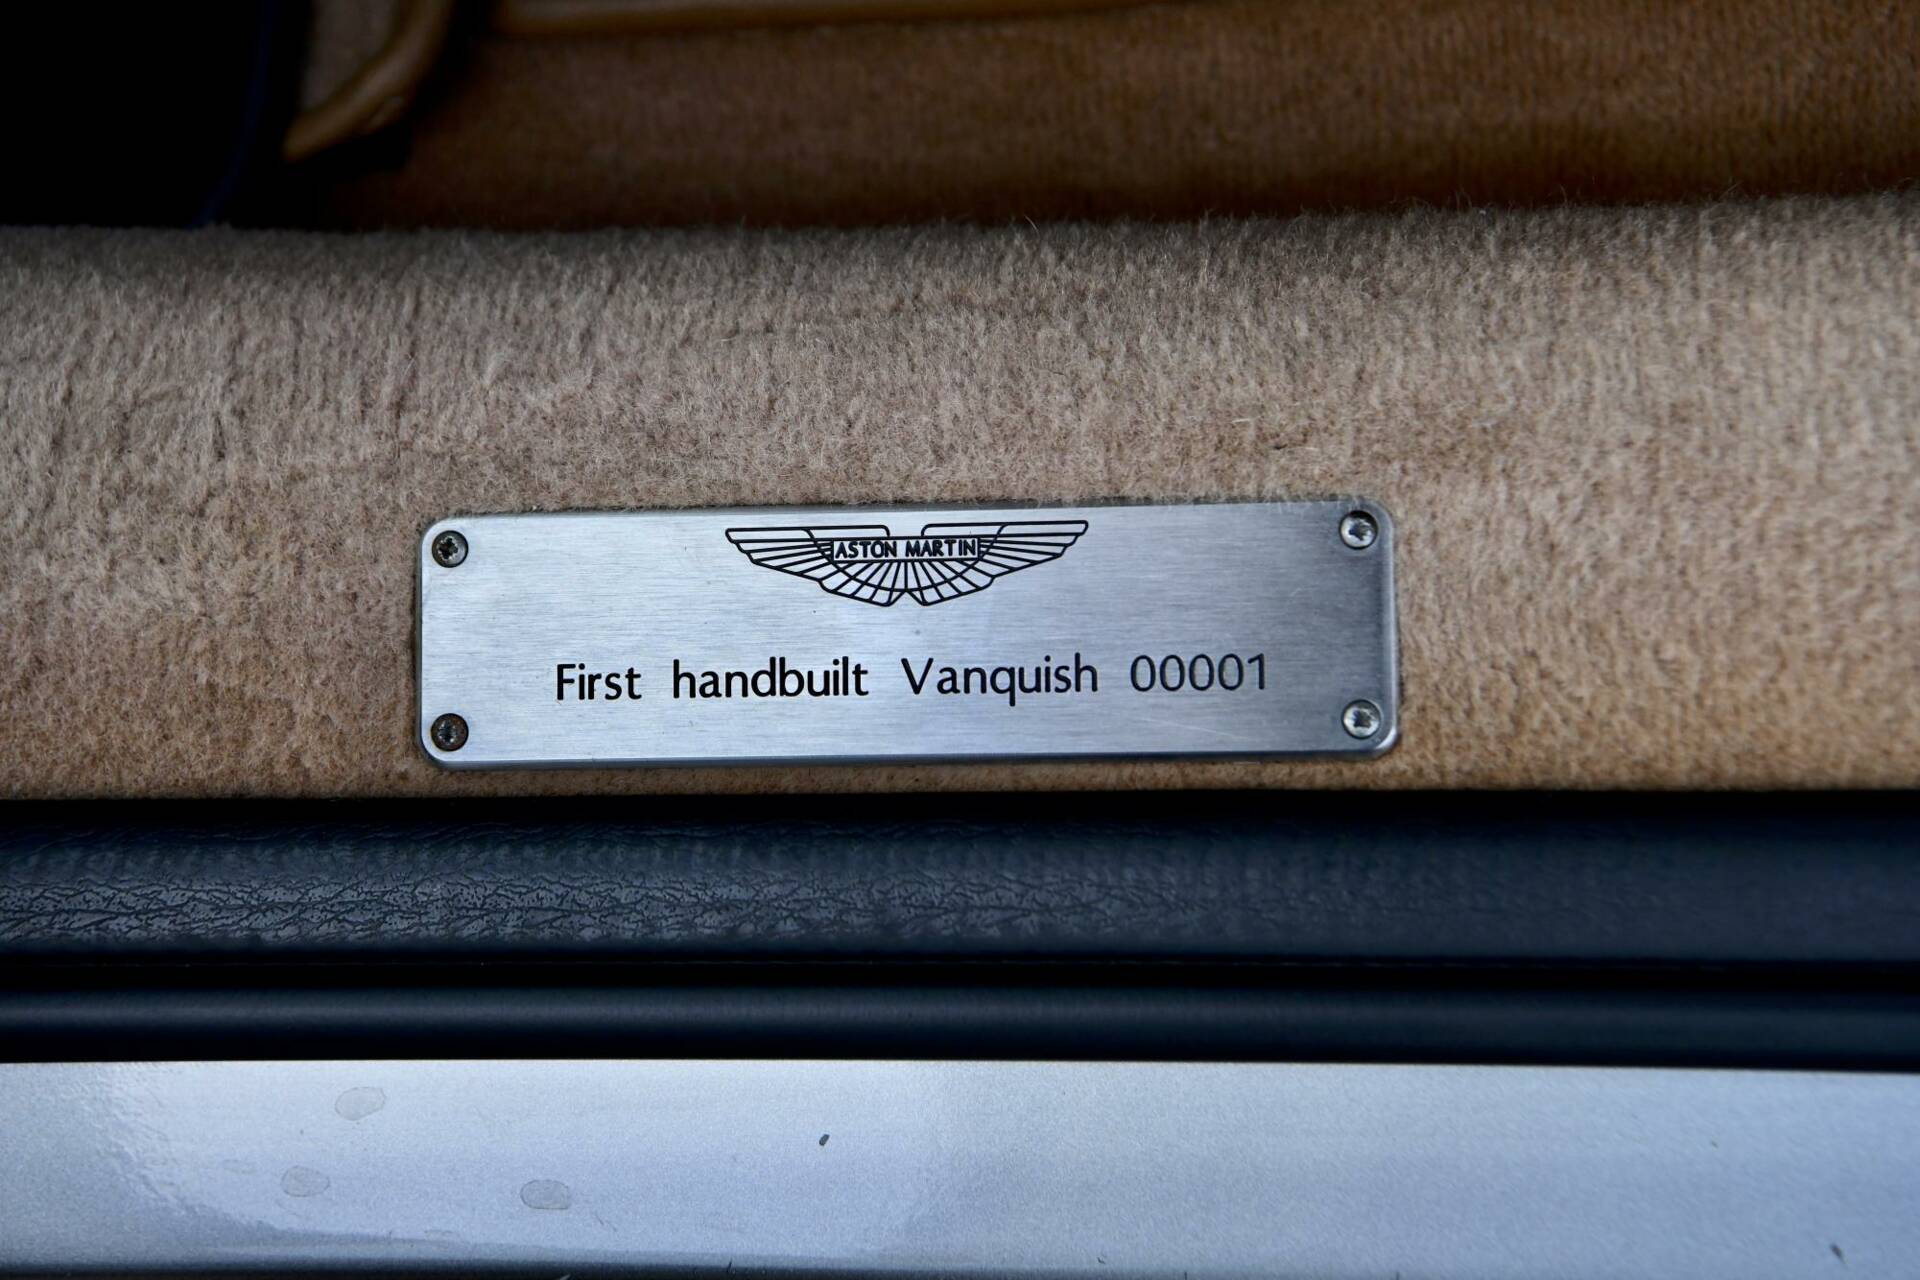 ASTON MARTIN
First handbuilt Vanquish 00001